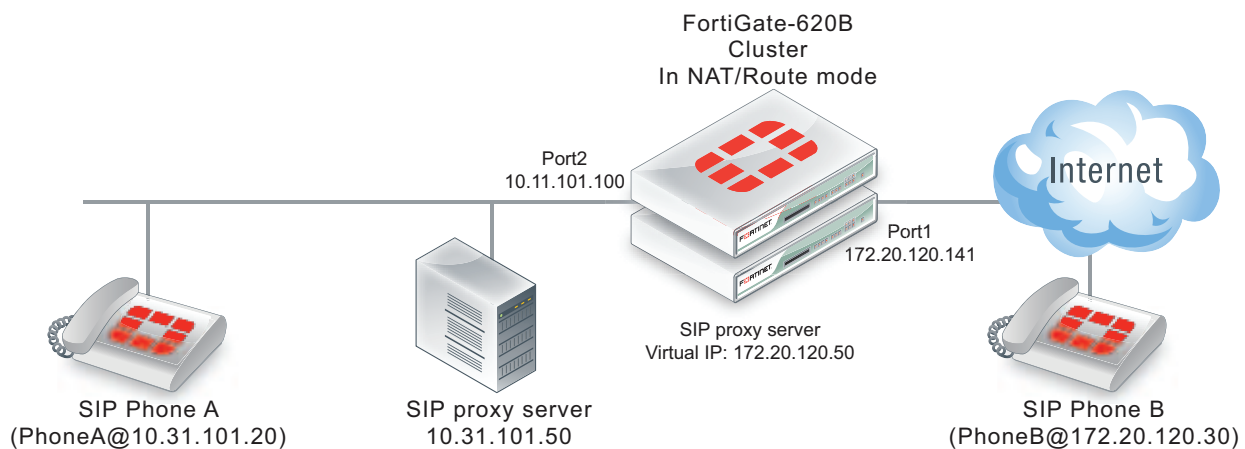 FortiGate-620B
Cluster
In NAT/Route mode
Port2
10.11.101.100
Internet
FORTINET
FORTINET
Port1
172.20.120.141
SIP proxy server
Virtual IP: 172.20.120.50
SIP Phone A
(PhoneA@10.31.101.20)
SIP proxy server
10.31.101.50
SIP Phone B
(PhoneB@172.20.120.30)